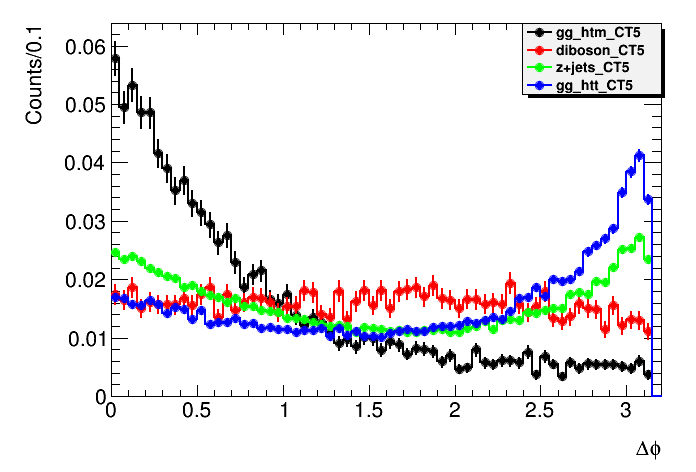 Counts/0.1
0.06
0.05
0.04
0.03
0.02
0.01
0
gg_htm_CT5
diboson_CT5
z+jets_CT5
gg_htt_CT5
0 0.5 1 1.5 2 2.5 3
Δϕ